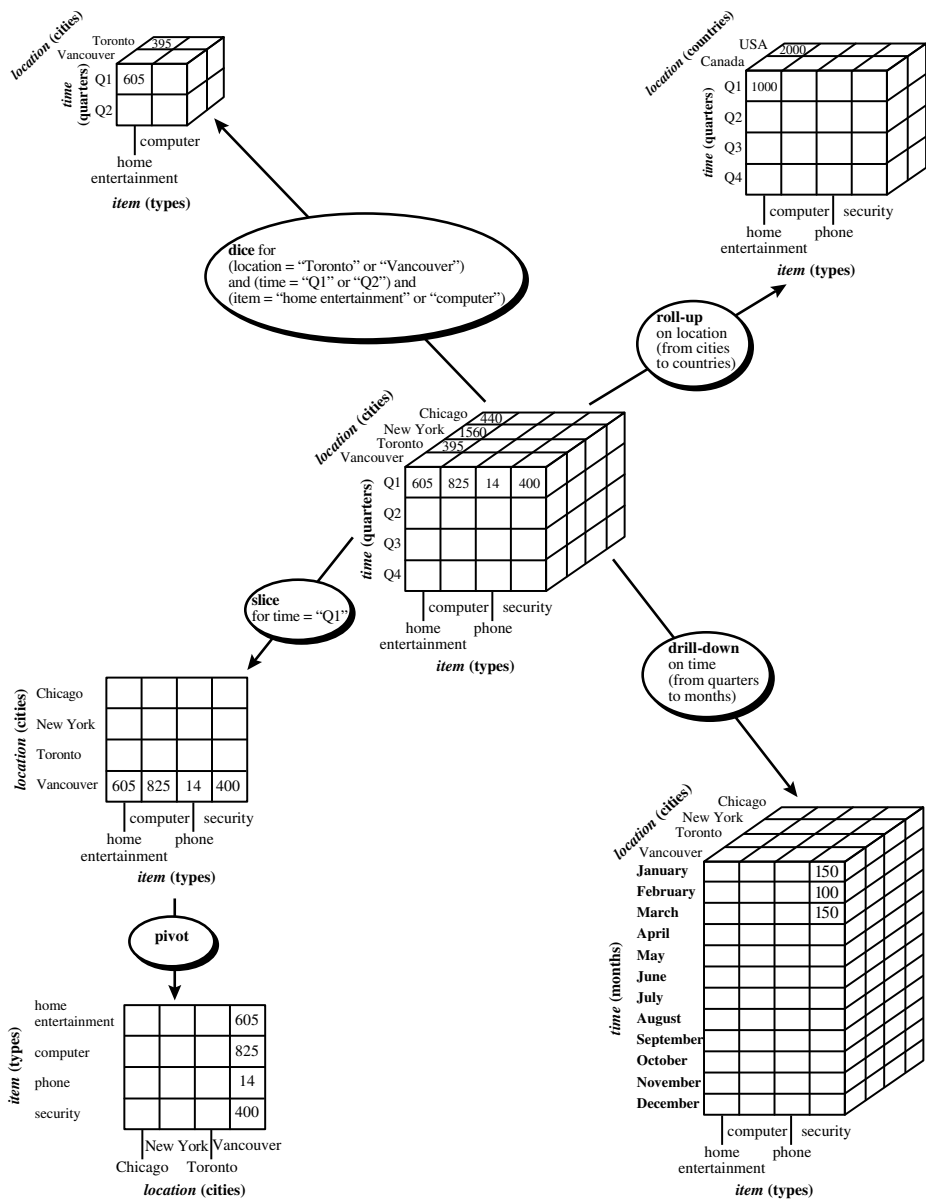 location (cities)
Toronto 395
Vancouver
time (quarters)
Q1 605
Q2
computer
home
entertainment
item (types)
location (countries)
USA 2000
Canada
time (quarters)
Q1 1000
Q2
Q3
Q4
computer security
home phone
entertainment
item (types)
dice for
(location = “Toronto” or “Vancouver”)
and (time = “Q1” or “Q2”) and
(item = “home entertainment” or “computer”)
roll-up
on location
(from cities
to countries)
location (cities)
Chicago 440
New York 1560
Toronto 395
Vancouver
time (quarters)
Q1 605 825 14 400
Q2
Q3
Q4
computer security
home phone
entertainment
item (types)
slice
for time = “Q1”
drill-down
on time
(from quarters
to months)
location (cities)
Chicago
New York
Toronto
Vancouver 605 825 14 400
computer security
home phone
entertainment
item (types)
pivot
item (types)
home
entertainment 605
computer 825
phone 14
security 400
New York Vancouver
Chicago Toronto
location (cities)
location (cities)
Chicago
New York
Toronto
Vancouver
time (months)
January 150
February 100
March 150
April
May
June
July
August
September
October
November
December
computer security
home phone
entertainment
item (types)